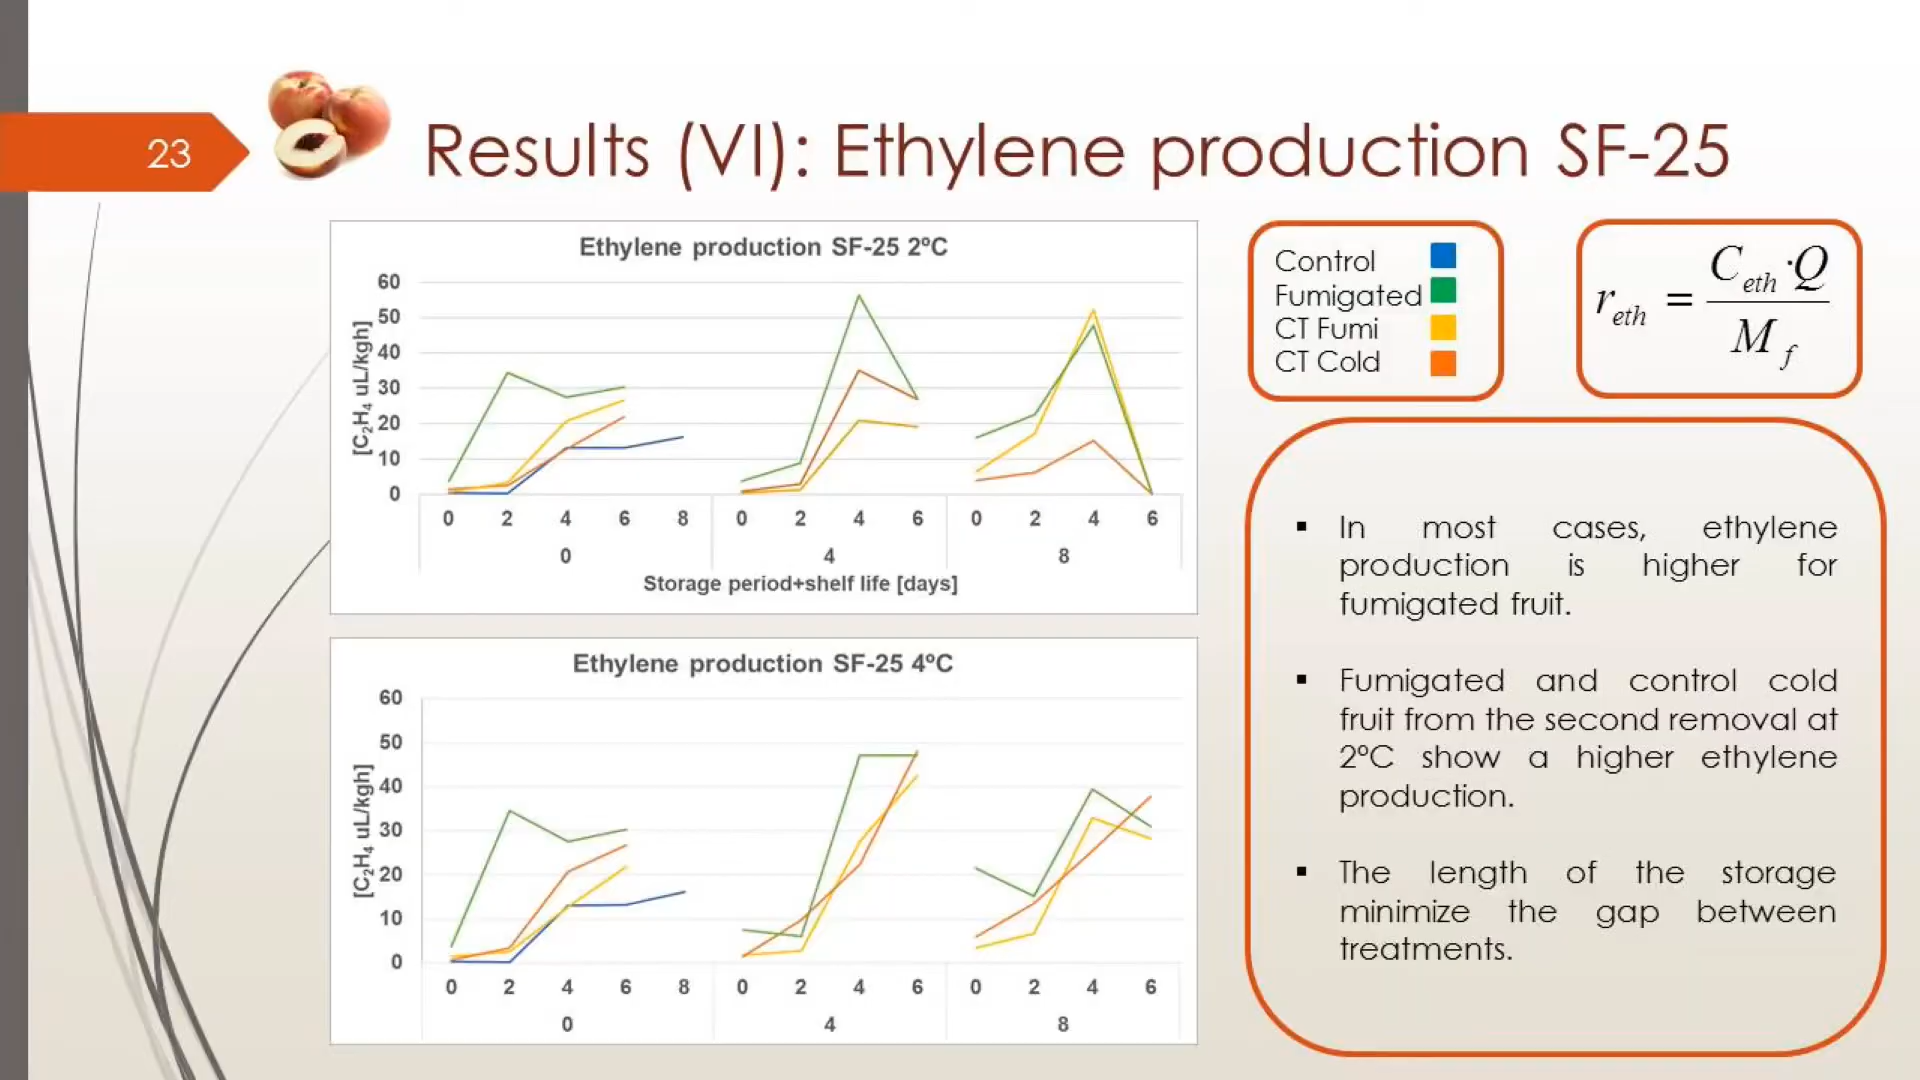 23
Results (VI): Ethylene production SF-25
Ethylene production SF-25 2ºC
[C₂H₄ uL/kgh]
60
50
40
30
20
10
0
0 2 4 6 8 0 2 4 6 0 2 4 6
0 4 8
Storage period+shelf life [days]
Ethylene production SF-25 4ºC
[C₂H₄ uL/kgh]
60
50
40
30
20
10
0
0 2 4 6 8 0 2 4 6 0 2 4 6
0 4 8
Control
Fumigated
CT Fumi
CT Cold
r_eth = C_eth·Q / M_f
▪ In most cases, ethylene
production is higher for
fumigated fruit.
▪ Fumigated and control cold
fruit from the second removal at
2ºC show a higher ethylene
production.
▪ The length of the storage
minimize the gap between
treatments.